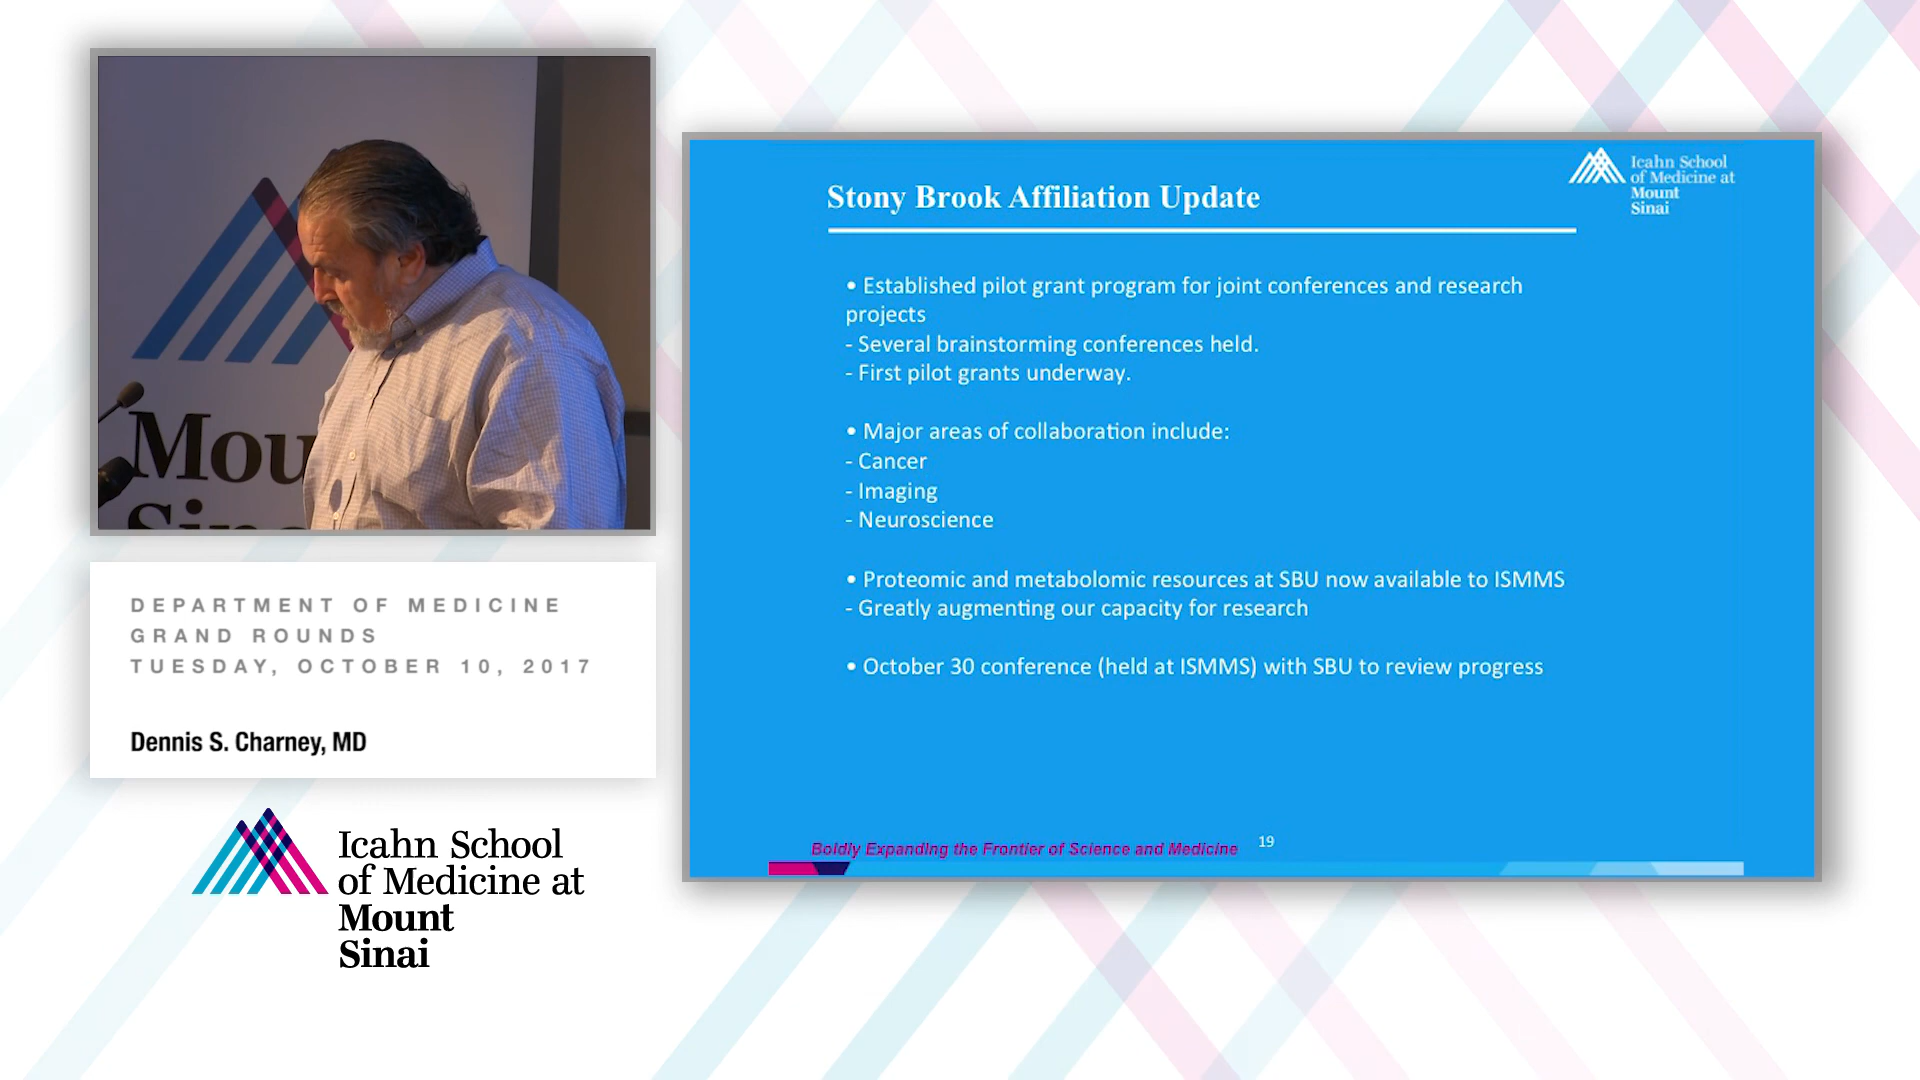 Mou
Sinai
DEPARTMENT OF MEDICINE
GRAND ROUNDS
TUESDAY, OCTOBER 10, 2017
Dennis S. Charney, MD
Icahn School
of Medicine at
Mount
Sinai
Icahn School
of Medicine at
Mount
Sinai
Stony Brook Affiliation Update
• Established pilot grant program for joint conferences and research
projects
- Several brainstorming conferences held.
- First pilot grants underway.
• Major areas of collaboration include:
- Cancer
- Imaging
- Neuroscience
• Proteomic and metabolomic resources at SBU now available to ISMMS
- Greatly augmenting our capacity for research
• October 30 conference (held at ISMMS) with SBU to review progress
Boldly Expanding the Frontier of Science and Medicine
19